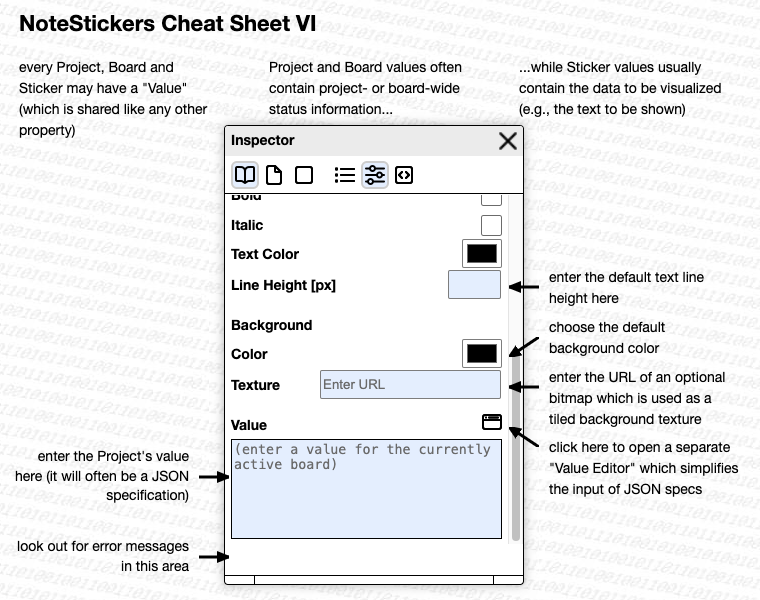 NoteStickers Cheat Sheet VI
every Project, Board and
Sticker may have a "Value"
(which is shared like any other
property)
Project and Board values often
contain project- or board-wide
status information...
...while Sticker values usually
contain the data to be visualized
(e.g., the text to be shown)
Inspector
Bold
Italic
Text Color
Line Height [px]
enter the default text line
height here
Background
choose the default
background color
Color
Texture
Enter URL
enter the URL of an optional
bitmap which is used as a
tiled background texture
Value
click here to open a separate
"Value Editor" which simplifies
the input of JSON specs
(enter a value for the currently
active board)
enter the Project's value
here (it will often be a JSON
specification)
look out for error messages
in this area